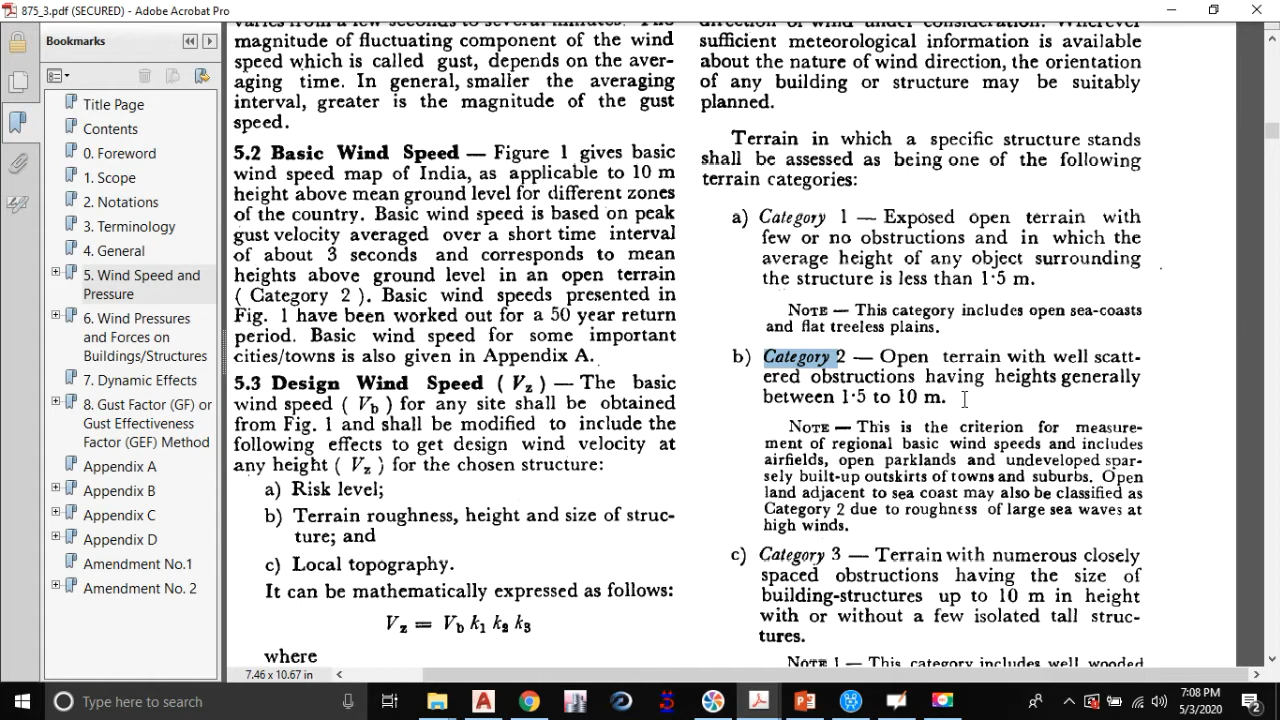 875_3.pdf (SECURED) - Adobe Acrobat Pro
Bookmarks
Title Page
Contents
0. Foreword
1. Scope
2. Notations
3. Terminology
4. General
5. Wind Speed and
Pressure
6. Wind Pressures
and Forces on
Buildings/Structures
7. Dynamic Effects
8. Gust Factor (GF) or
Gust Effectiveness
Factor (GEF) Method
Appendix A
Appendix B
Appendix C
Appendix D
Amendment No.1
Amendment No. 2
varies from a few seconds to several minutes. The
magnitude of fluctuating component of the wind
speed which is called gust, depends on the aver-
aging time. In general, smaller the averaging
interval, greater is the magnitude of the gust
speed.
5.2 Basic Wind Speed — Figure 1 gives basic
wind speed map of India, as applicable to 10 m
height above mean ground level for different zones
of the country. Basic wind speed is based on peak
gust velocity averaged over a short time interval
of about 3 seconds and corresponds to mean
heights above ground level in an open terrain
( Category 2 ). Basic wind speeds presented in
Fig. 1 have been worked out for a 50 year return
period. Basic wind speed for some important
cities/towns is also given in Appendix A.
5.3 Design Wind Speed ( Vz ) — The basic
wind speed ( Vb ) for any site shall be obtained
from Fig. 1 and shall be modified to include the
following effects to get design wind velocity at
any height ( Vz ) for the chosen structure:
a) Risk level;
b) Terrain roughness, height and size of struc-
ture; and
c) Local topography.
It can be mathematically expressed as follows:
Vz = Vb k1 k2 k3
where
direction of wind under consideration. Wherever
sufficient meteorological information is available
about the nature of wind direction, the orientation
of any building or structure may be suitably
planned.
Terrain in which a specific structure stands
shall be assessed as being one of the following
terrain categories:
a) Category 1 — Exposed open terrain with
few or no obstructions and in which the
average height of any object surrounding
the structure is less than 1·5 m.
NOTE — This category includes open sea-coasts
and flat treeless plains.
b) Category 2 — Open terrain with well scatt-
ered obstructions having heights generally
between 1·5 to 10 m.
NOTE — This is the criterion for measure-
ment of regional basic wind speeds and includes
airfields, open parklands and undeveloped spar-
sely built-up outskirts of towns and suburbs. Open
land adjacent to sea coast may also be classified as
Category 2 due to roughness of large sea waves at
high winds.
c) Category 3 — Terrain with numerous closely
spaced obstructions having the size of
building-structures up to 10 m in height
with or without a few isolated tall struc-
tures.
NOTE 1 — This category includes well wooded
7.46 x 10.67 in
Type here to search
7:08 PM
5/3/2020
2